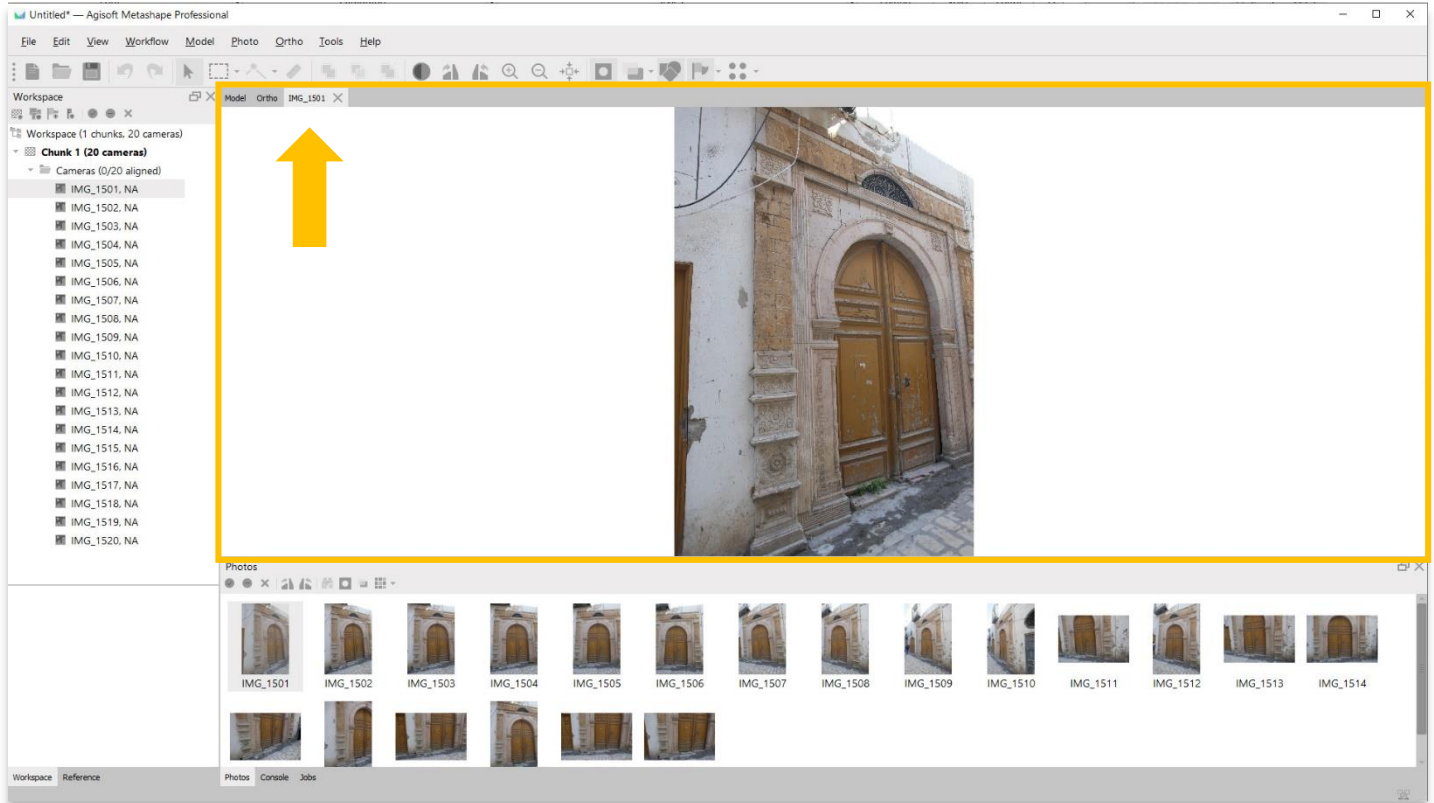 Untitled* — Agisoft Metashape Professional
File Edit View Workflow Model Photo Ortho Tools Help
Workspace
Model Ortho IMG_1501
Workspace (1 chunks, 20 cameras)
Chunk 1 (20 cameras)
Cameras (0/20 aligned)
IMG_1501, NA
IMG_1502, NA
IMG_1503, NA
IMG_1504, NA
IMG_1505, NA
IMG_1506, NA
IMG_1507, NA
IMG_1508, NA
IMG_1509, NA
IMG_1510, NA
IMG_1511, NA
IMG_1512, NA
IMG_1513, NA
IMG_1514, NA
IMG_1515, NA
IMG_1516, NA
IMG_1517, NA
IMG_1518, NA
IMG_1519, NA
IMG_1520, NA
Photos
IMG_1501 IMG_1502 IMG_1503 IMG_1504 IMG_1505 IMG_1506 IMG_1507 IMG_1508 IMG_1509 IMG_1510 IMG_1511 IMG_1512 IMG_1513 IMG_1514
Workspace Reference
Photos Console Jobs